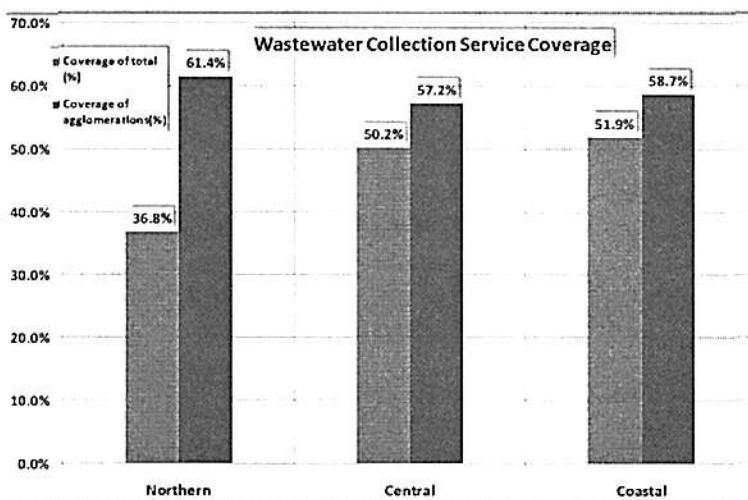 70.0%
Wastewater Collection Service Coverage
Coverage of total
(%)
Coverage of
agglomerations(%)
61.4%
60.0%
57.2%
58.7%
50.2%
51.9%
50.0%
40.0%
36.8%
30.0%
20.0%
10.0%
0.0%
Northern
Central
Coastal